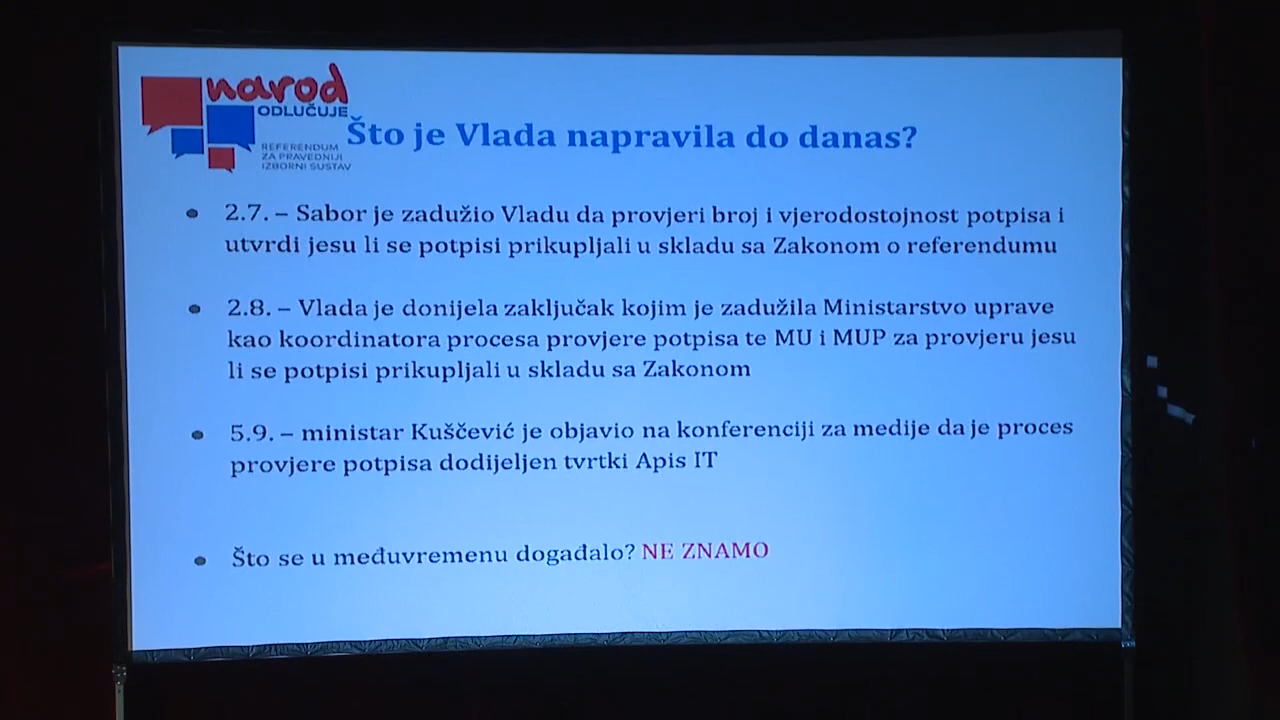 narod
ODLUČUJE
REFERENDUM
ZA PRAVEDNIJI
IZBORNI SUSTAV
Što je Vlada napravila do danas?
• 2.7. – Sabor je zadužio Vladu da provjeri broj i vjerodostojnost potpisa i
utvrdi jesu li se potpisi prikupljali u skladu sa Zakonom o referendumu
• 2.8. – Vlada je donijela zaključak kojim je zadužila Ministarstvo uprave
kao koordinatora procesa provjere potpisa te MU i MUP za provjeru jesu
li se potpisi prikupljali u skladu sa Zakonom
• 5.9. – ministar Kuščević je objavio na konferenciji za medije da je proces
provjere potpisa dodijeljen tvrtki Apis IT
• Što se u međuvremenu događalo? NE ZNAMO